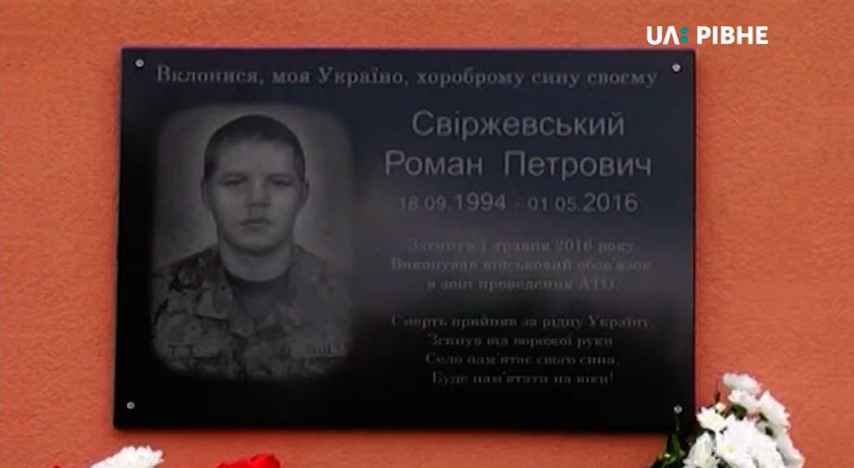 UA: РІВНЕ
Вклонися, моя Україно, хороброму сину своєму
Свіржевський
Роман Петрович
18.09.1994 - 01.05.2016
Загинув 1 травня 2016 року.
Виконував військовий обов'язок
в зоні проведення АТО.
Смерть прийняв за рідну Україну,
Згинув від ворожої руки
Село пам'ятає свого сина,
Буде пам'ятати на віки!